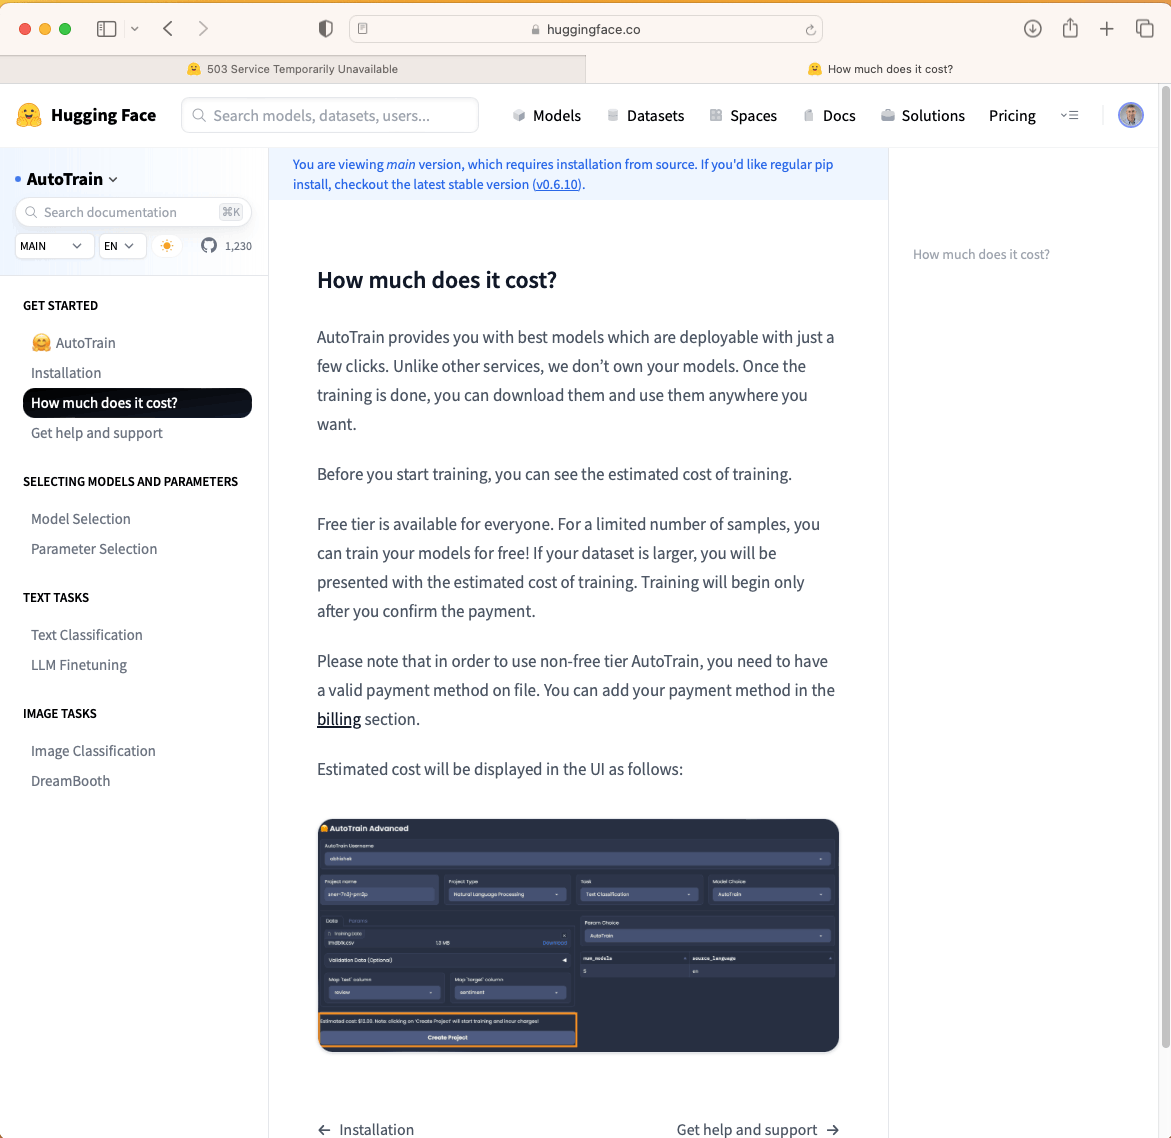 huggingface.co
503 Service Temporarily Unavailable
How much does it cost?
Hugging Face
Search models, datasets, users...
Models
Datasets
Spaces
Docs
Solutions
Pricing
AutoTrain
Search documentation
⌘K
MAIN
EN
1,230
GET STARTED
AutoTrain
Installation
How much does it cost?
Get help and support
SELECTING MODELS AND PARAMETERS
Model Selection
Parameter Selection
TEXT TASKS
Text Classification
LLM Finetuning
IMAGE TASKS
Image Classification
DreamBooth
You are viewing main version, which requires installation from source. If you'd like regular pip
install, checkout the latest stable version (v0.6.10).
How much does it cost?
AutoTrain provides you with best models which are deployable with just a
few clicks. Unlike other services, we don’t own your models. Once the
training is done, you can download them and use them anywhere you
want.
Before you start training, you can see the estimated cost of training.
Free tier is available for everyone. For a limited number of samples, you
can train your models for free! If your dataset is larger, you will be
presented with the estimated cost of training. Training will begin only
after you confirm the payment.
Please note that in order to use non-free tier AutoTrain, you need to have
a valid payment method on file. You can add your payment method in the
billing section.
Estimated cost will be displayed in the UI as follows:
AutoTrain Advanced
AutoTrain Username
abhishek
Project name
Project Type
Natural Language Processing
Task
Text Classification
Model Choice
AutoTrain
Data
Params
Training Data
1.3 MB
Download
Validation Data (Optional)
Map 'text' column
review
Map 'target' column
sentiment
Param Choice
AutoTrain
num_models
source_language
5
en
Estimated cost: Note: clicking on 'Create Project' will start training and incur charges!
Create Project
← Installation
Get help and support →
How much does it cost?